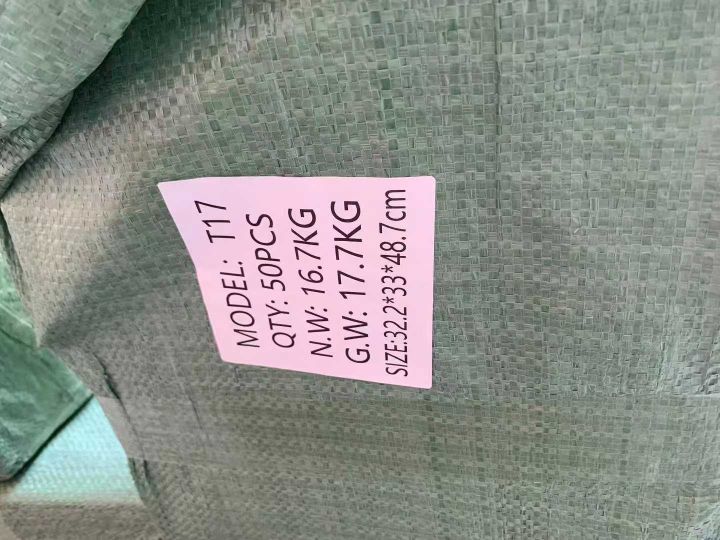 MODEL: T17
QTY: 50PCS
N.W: 16.7KG
G.W: 17.7KG
SIZE:32.2*33*48.7cm